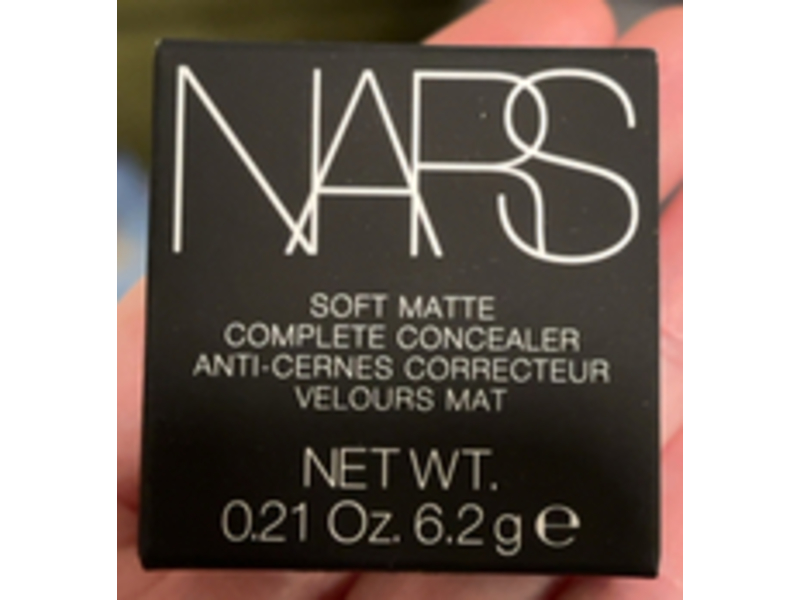 NARS
SOFT MATTE
COMPLETE CONCEALER
ANTI-CERNES CORRECTEUR
VELOURS MAT
NET WT.
0.21 Oz. 6.2 g ℮